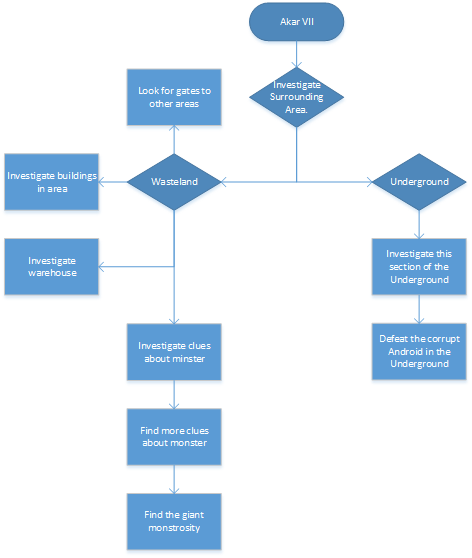 Akar VII
Investigate
Surrounding
Area.
Look for gates to
other areas
Investigate buildings
in area
Wasteland
Underground
Investigate
warehouse
Investigate this
section of the
Underground
Investigate clues
about minster
Defeat the corrupt
Android in the
Underground
Find more clues
about monster
Find the giant
monstrosity